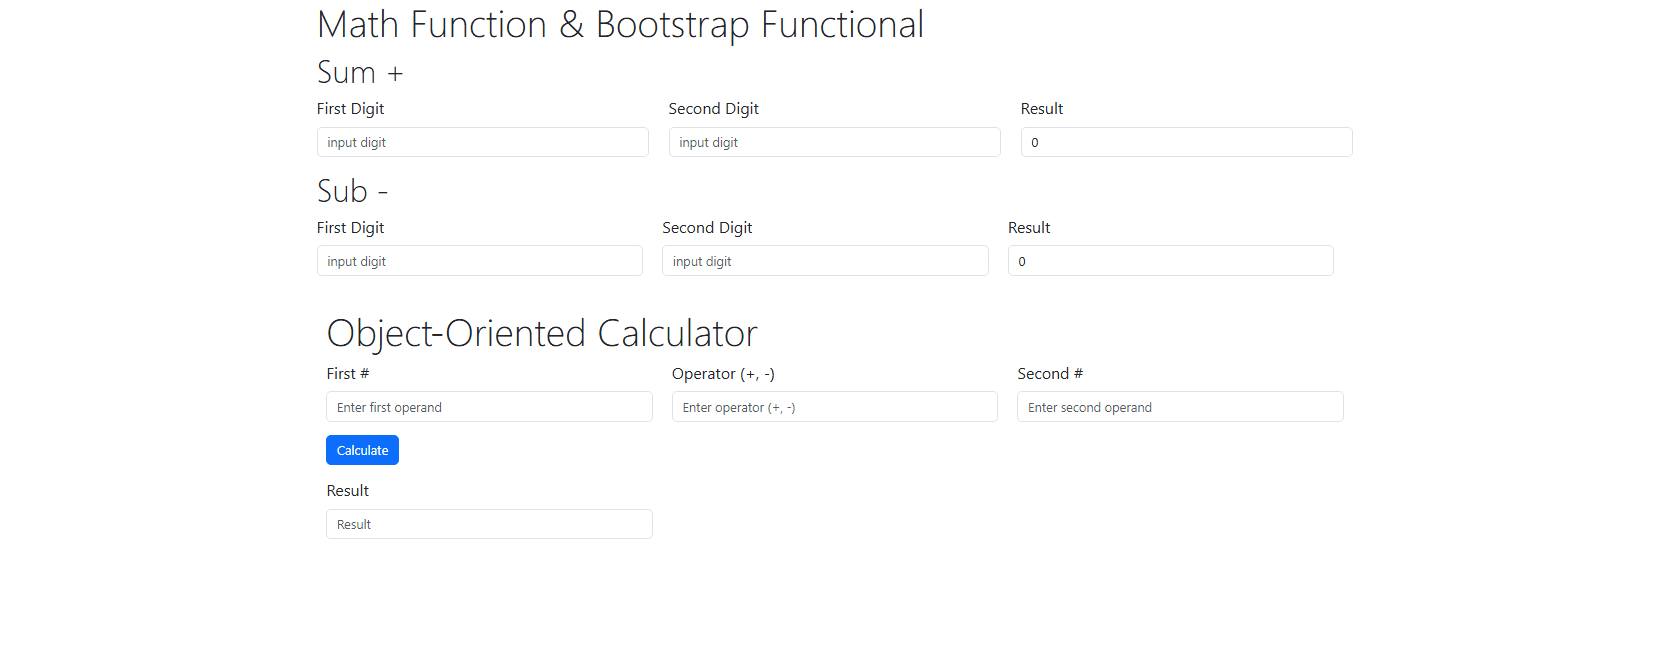 Math Function & Bootstrap Functional
Sum +
First Digit Second Digit Result
input digit input digit 0
Sub -
First Digit Second Digit Result
input digit input digit 0
Object-Oriented Calculator
First # Operator (+, -) Second #
Enter first operand Enter operator (+, -) Enter second operand
Calculate
Result
Result